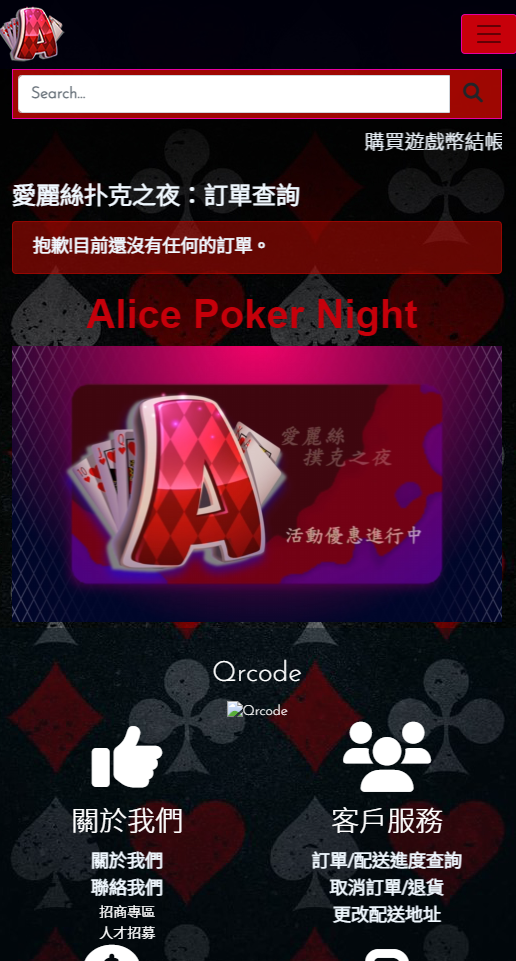 A
Search...
購買遊戲幣結帳
愛麗絲扑克之夜：訂單查詢
抱歉!目前還沒有任何的訂單。
Alice Poker Night
A
愛麗絲
撲克之夜
活動優惠進行中
Qrcode
Qrcode
關於我們
客戶服務
關於我們
訂單/配送進度查詢
聯絡我們
取消訂單/退貨
招商專區
更改配送地址
人才招募